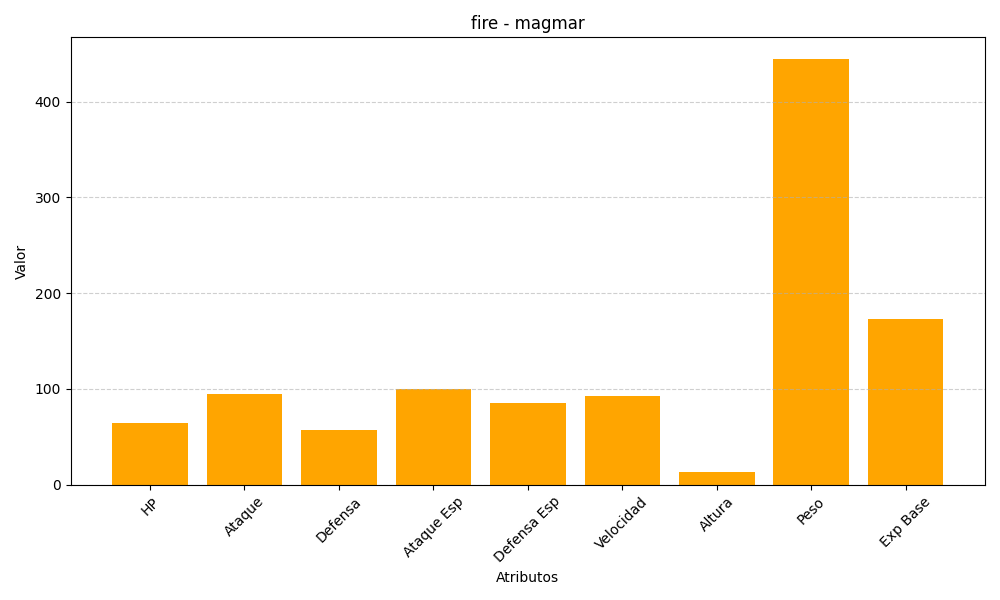 fire - magmar
Valor
400
300
200
100
0
HP
Ataque
Defensa
Ataque Esp
Defensa Esp
Velocidad
Altura
Peso
Exp Base
Atributos